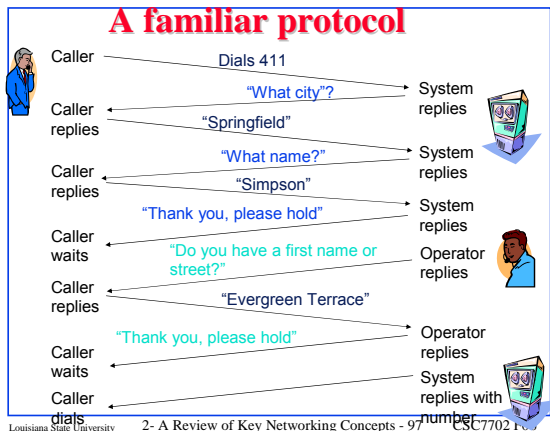 A familiar protocol
Caller
Dials 411
"What city"?
System
replies
Caller
replies
"Springfield"
"What name?"
System
replies
Caller
replies
"Simpson"
"Thank you, please hold"
System
replies
Caller
waits
"Do you have a first name or
street?"
Operator
replies
Caller
replies
"Evergreen Terrace"
"Thank you, please hold"
Operator
replies
Caller
waits
System
replies with
number
Caller
dials
Louisiana State University
2- A Review of Key Networking Concepts - 97
CSC7702